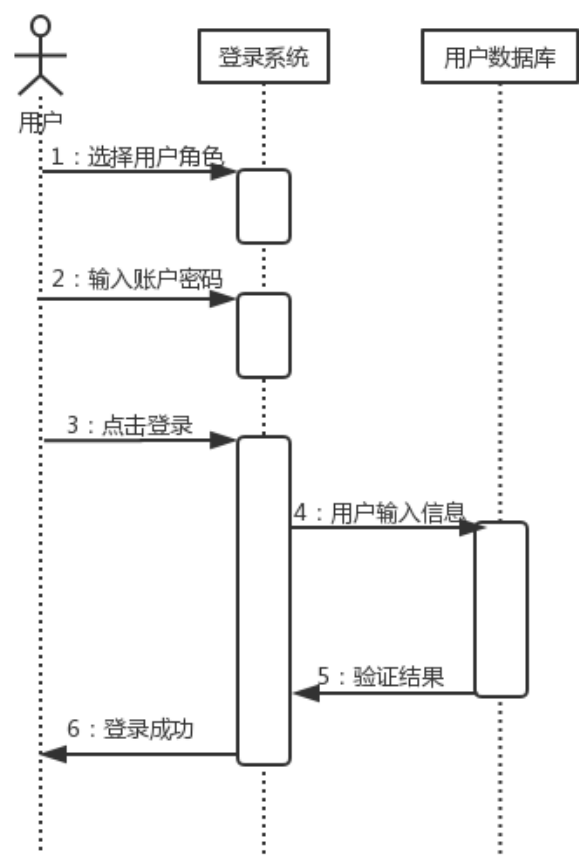 登录系统
用户数据库
用户
1：选择用户角色
2：输入账户密码
3：点击登录
4：用户输入信息
5：验证结果
6：登录成功